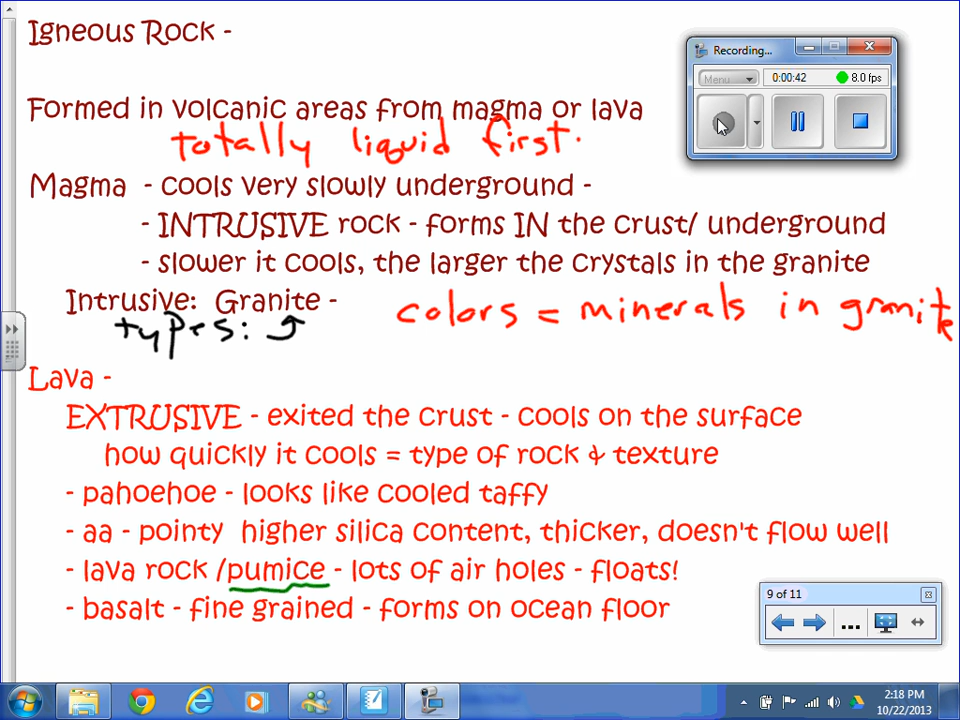 Igneous Rock -
Recording...
Menu
0:00:42
8.0 fps
Formed in volcanic areas from magma or lava
totally liquid first.
Magma - cools very slowly underground -
- INTRUSIVE rock - forms IN the crust/ underground
- slower it cools, the larger the crystals in the granite
Intrusive: Granite -
colors = minerals in granite
types:
Lava -
EXTRUSIVE - exited the crust - cools on the surface
how quickly it cools = type of rock & texture
- pahoehoe - looks like cooled taffy
- aa - pointy higher silica content, thicker, doesn't flow well
- lava rock /pumice - lots of air holes - floats!
- basalt - fine grained - forms on ocean floor
9 of 11
...
2:18 PM
10/22/2013